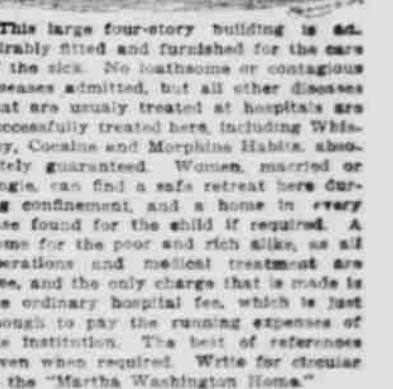 This large four-story building is ad-
irably fitted and furnished for the care
the sick. No loathsome or contagious
seases admitted, but all other diseases
at are usualy treated at hospitals are
ccessfully treated here, including Whis-
y, Cocaine and Morphine Habits, abso-
tely guaranteed. Women, married or
ngle, can find a safe retreat here dur-
g confinement, and a home in every
se found for the child if required. A
ome for the poor and rich alike, as all
perations and medical treatment are
ee, and the only charge that is made is
e ordinary hospital fee, which is just
ough to pay the running expenses of
e institution. The best of references
ven when required. Write for circular
the "Martha Washington Home."